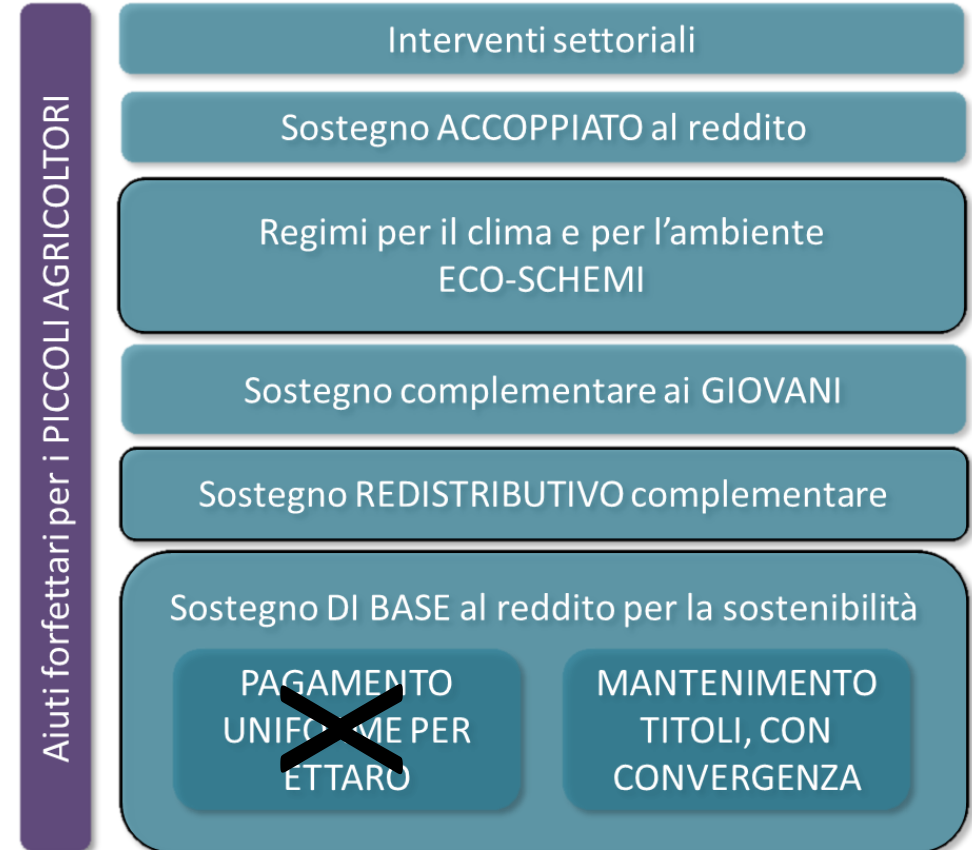 Aiuti forfettari per i PICCOLI AGRICOLTORI
Interventi settoriali
Sostegno ACCOPPIATO al reddito
Regimi per il clima e per l’ambiente
ECO-SCHEMI
Sostegno complementare ai GIOVANI
Sostegno REDISTRIBUTIVO complementare
Sostegno DI BASE al reddito per la sostenibilità
PAGAMENTO
UNIFORME PER
ETTARO
MANTENIMENTO
TITOLI, CON
CONVERGENZA